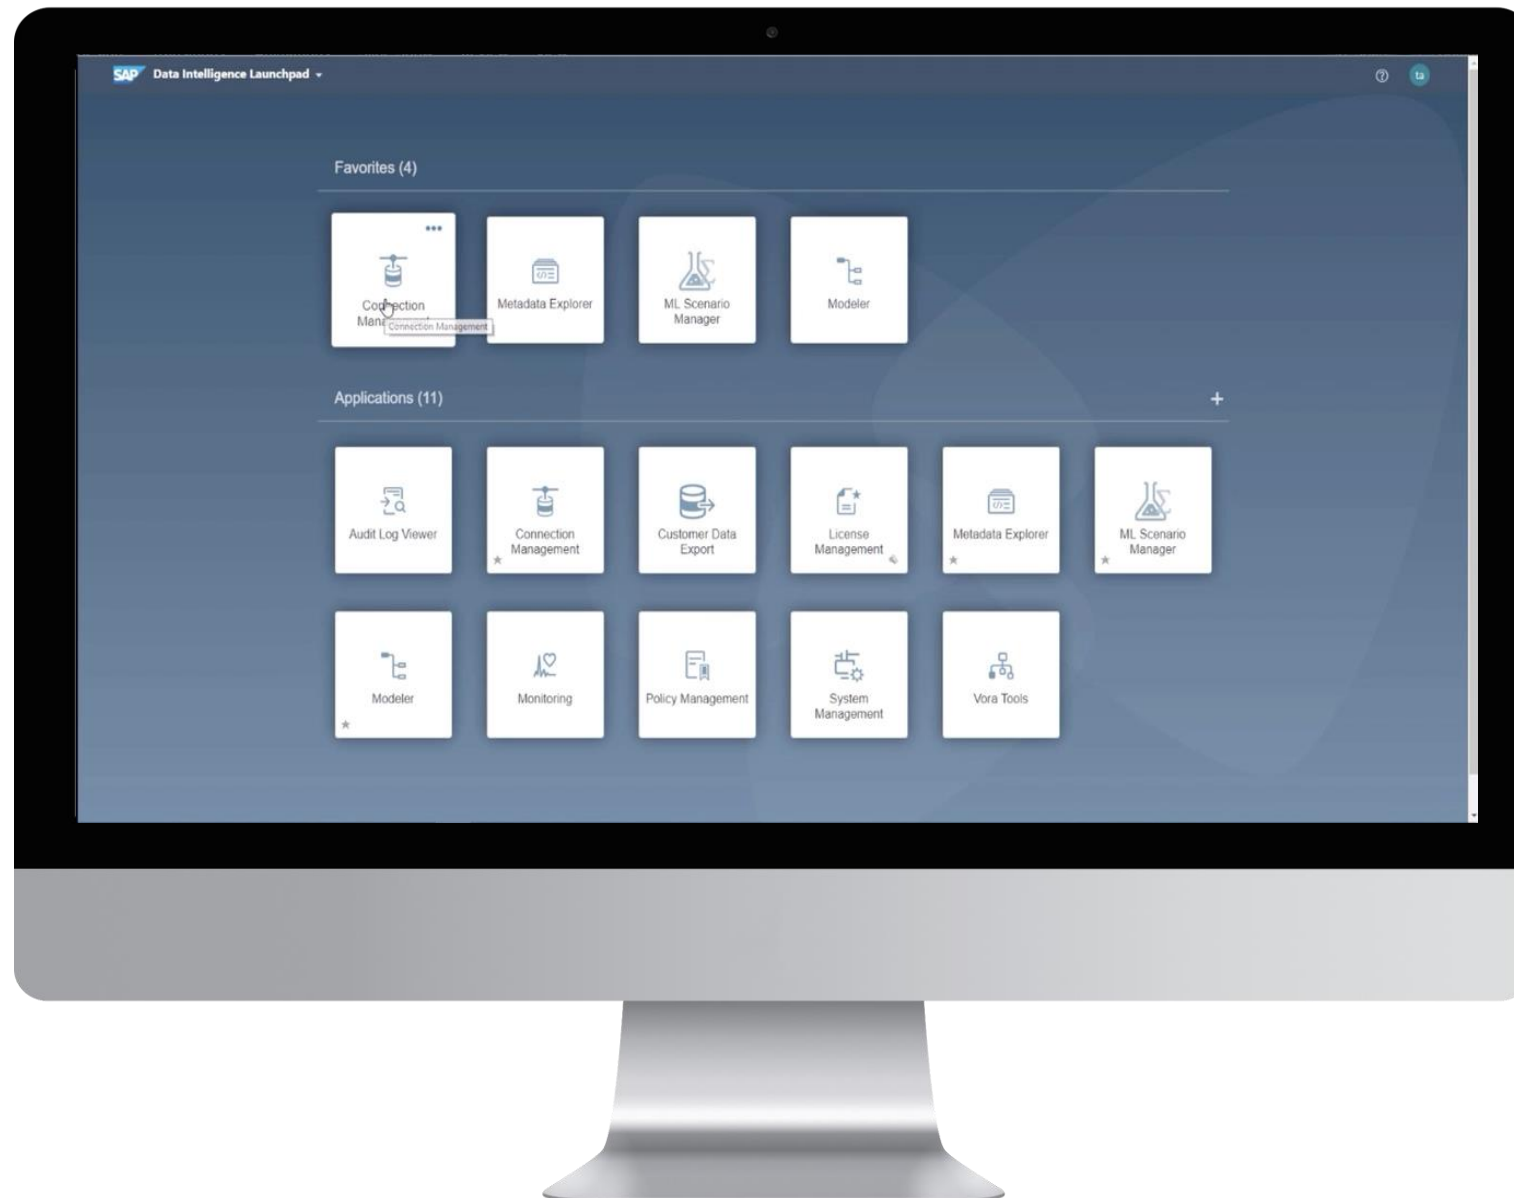 SAP Data Intelligence Launchpad
ta
Favorites (4)
Connection
Metadata Explorer
ML Scenario
Manager
Modeler
Connection Management
Applications (11)
Audit Log Viewer
Connection
Management
Customer Data
Export
License
Management
Metadata Explorer
ML Scenario
Manager
Modeler
Monitoring
Policy Management
System
Management
Vora Tools